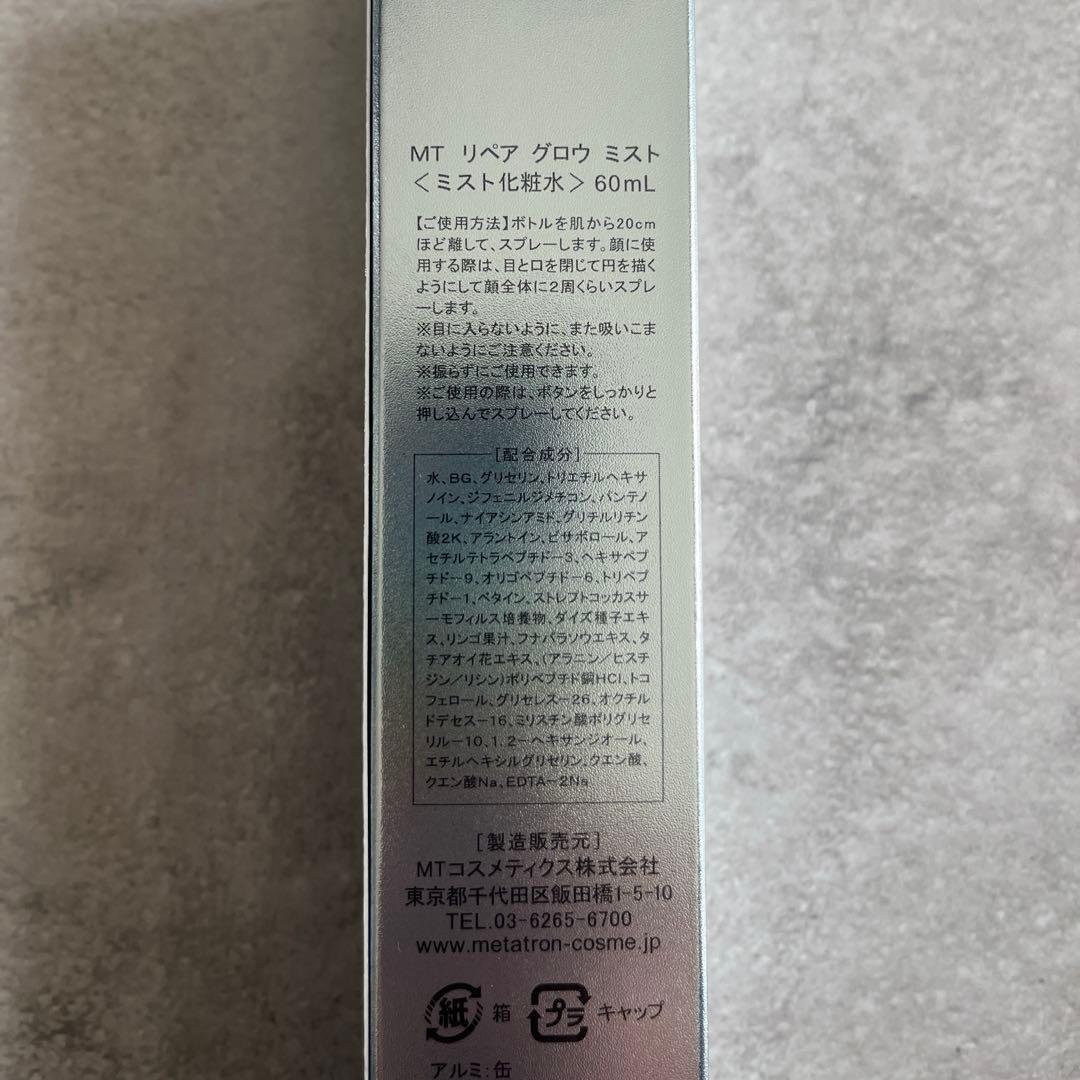 MT リペア グロウ ミスト
＜ミスト化粧水＞60mL
【ご使用方法】ボトルを肌から20cm
ほど離して、スプレーします。顔に使
用する際は、目と口を閉じて円を描く
ようにして顔全体に2周くらいスプレ
ーします。
※目に入らないように、また吸いこま
ないようにご注意ください。
※振らずにご使用できます。
※ご使用の際は、ボタンをしっかりと
押し込んでスプレーしてください。
［配合成分］
水、BG、グリセリン、トリエチルヘキサ
ノイン、ジフェニルジメチコン、パンテノ
ール、ナイアシンアミド、グリチルリチン
酸2K、アラントイン、ビサボロール、ア
セチルテトラペプチド－3、ヘキサペプ
チド－9、オリゴペプチド－6、トリペプ
チド－1、ベタイン、ストレプトコッカスサ
ーモフィルス培養物、ダイズ種子エキ
ス、リンゴ果汁、フナバラソウエキス、タ
チアオイ花エキス、(アラニン／ヒスチ
ジン／リシン)ポリペプチド銅HCl、トコ
フェロール、グリセレス－26、オクチル
ドデセス－16、ミリスチン酸ポリグリセ
リル－10、1，2－ヘキサンジオール、
エチルヘキシルグリセリン、クエン酸、
クエン酸Na、EDTA－2Na
［製造販売元］
MTコスメティクス株式会社
東京都千代田区飯田橋1-5-10
TEL.03-6265-6700
www.metatron-cosme.jp
紙 箱 プラ キャップ
アルミ：缶